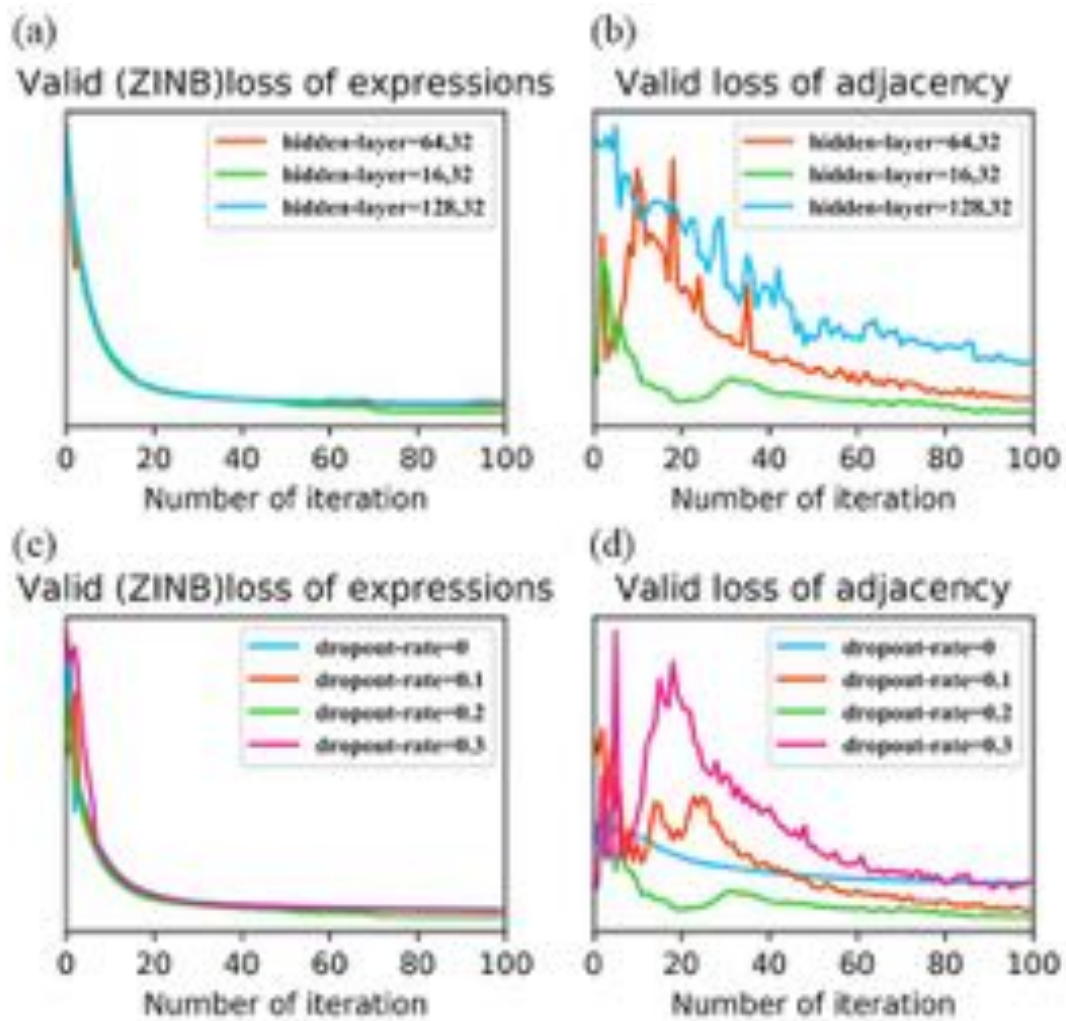 (a)
Valid (ZINB)loss of expressions
hidden-layer=64,32
hidden-layer=16,32
hidden-layer=128,32
0 20 40 60 80 100
Number of iteration
(b)
Valid loss of adjacency
hidden-layer=64,32
hidden-layer=16,32
hidden-layer=128,32
0 20 40 60 80 100
Number of iteration
(c)
Valid (ZINB)loss of expressions
dropout-rate=0
dropout-rate=0.1
dropout-rate=0.2
dropout-rate=0.3
0 20 40 60 80 100
Number of iteration
(d)
Valid loss of adjacency
dropout-rate=0
dropout-rate=0.1
dropout-rate=0.2
dropout-rate=0.3
0 20 40 60 80 100
Number of iteration